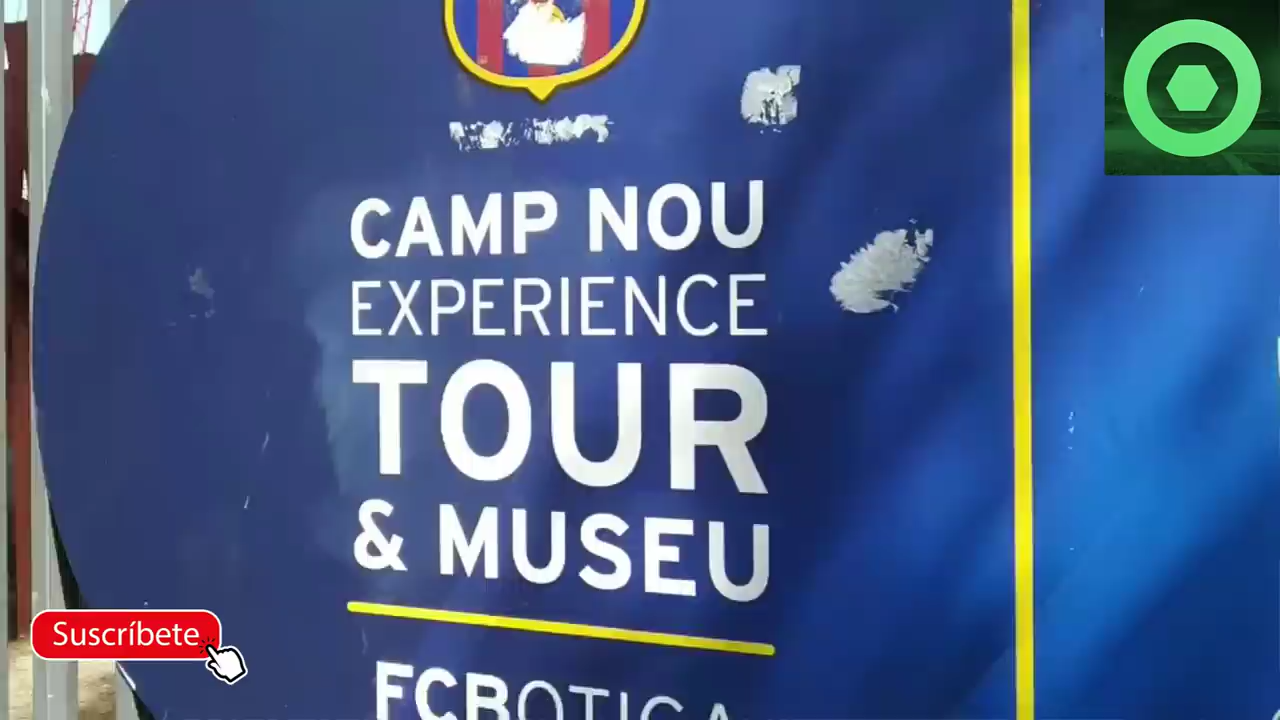 CAMP NOU
EXPERIENCE
TOUR
& MUSEU
FCBOTIGA
Suscríbete